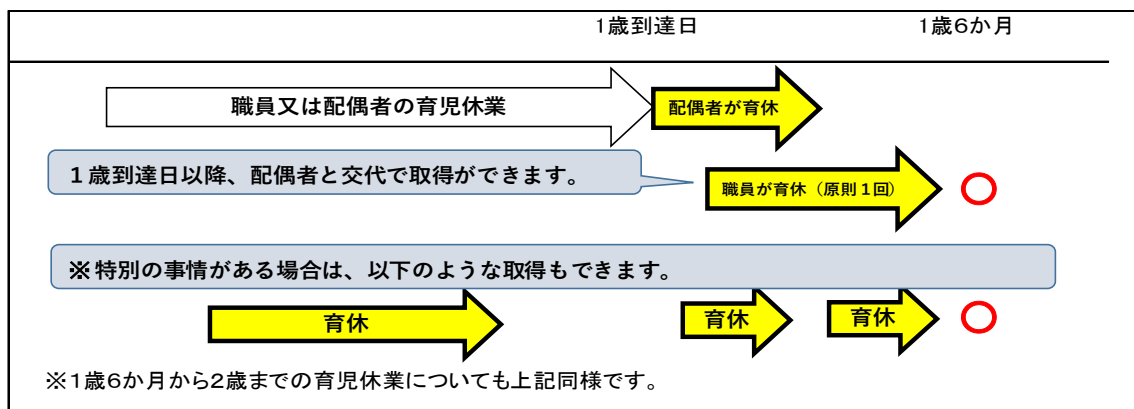 1歳到達日 1歳6か月
職員又は配偶者の育児休業 配偶者が育休
1歳到達日以降、配偶者と交代で取得ができます。
職員が育休（原則1回）
※特別の事情がある場合は、以下のような取得もできます。
育休 育休 育休
※1歳6か月から2歳までの育児休業についても上記同様です。